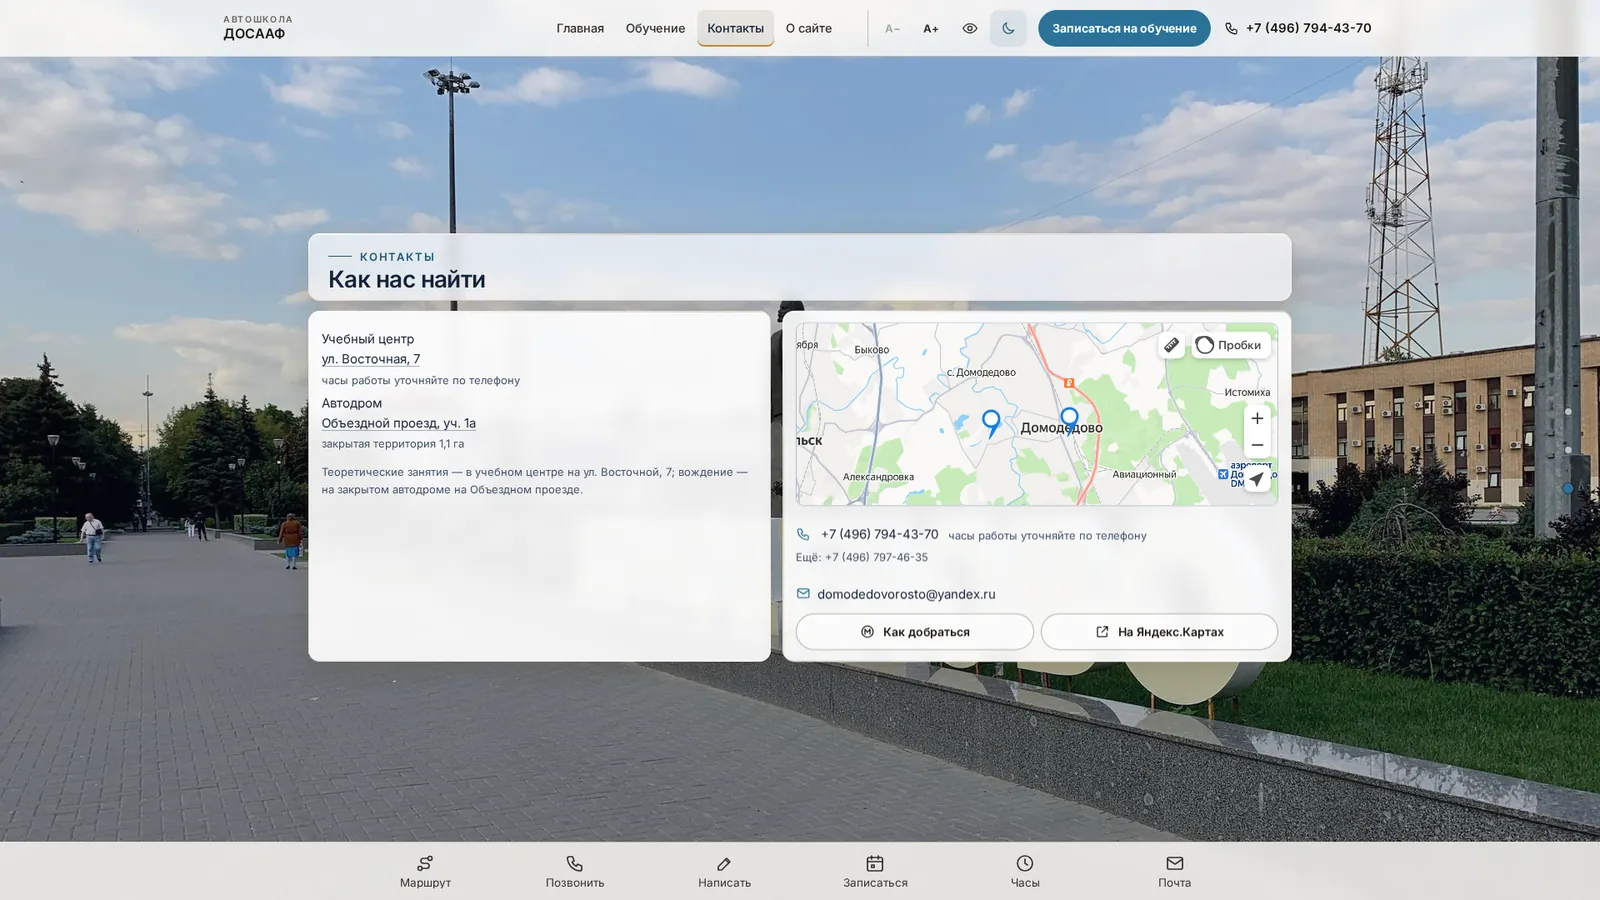 АВТОШКОЛА
ДОСААФ
Главная
Обучение
Контакты
О сайте
A−
A+
Записаться на обучение
+7 (496) 794-43-70
КОНТАКТЫ
Как нас найти
Учебный центр
ул. Восточная, 7
часы работы уточняйте по телефону
Автодром
Объездной проезд, уч. 1а
закрытая территория 1,1 га
Теоретические занятия — в учебном центре на ул. Восточной, 7; вождение —
на закрытом автодроме на Объездном проезде.
ября
Быково
Пробки
с. Домодедово
Истомиха
Домодедово
ьск
Александровка
Авиационный
аэропорт
+7 (496) 794-43-70 часы работы уточняйте по телефону
Ещё: +7 (496) 797-46-35
domodedovorosto@yandex.ru
Как добраться
На Яндекс.Картах
Маршрут
Позвонить
Написать
Записаться
Часы
Почта